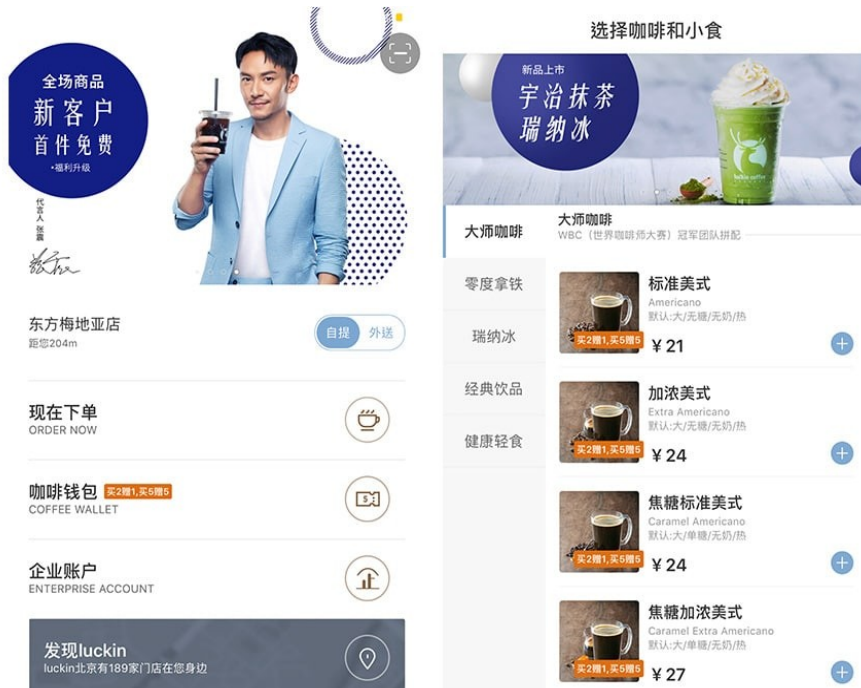 全场商品
新客户
首件免费
+福利升级
代言人 张震
东方梅地亚店
距您204m
自提
外送
现在下单
ORDER NOW
咖啡钱包
买2赠1,买5赠5
COFFEE WALLET
企业账户
ENTERPRISE ACCOUNT
发现luckin
luckin北京有189家门店在您身边
选择咖啡和小食
新品上市
宇治抹茶
瑞纳冰
luckin coffee
大师咖啡
零度拿铁
瑞纳冰
经典饮品
健康轻食
大师咖啡
WBC（世界咖啡师大赛）冠军团队拼配
标准美式
Americano
默认:大/无糖/无奶/热
买2赠1,买5赠5
¥21
加浓美式
Extra Americano
默认:大/无糖/无奶/热
买2赠1,买5赠5
¥24
焦糖标准美式
Caramel Americano
默认:大/单糖/无奶/热
买2赠1,买5赠5
¥24
焦糖加浓美式
Caramel Extra Americano
默认:大/单糖/无奶/热
买2赠1,买5赠5
¥27